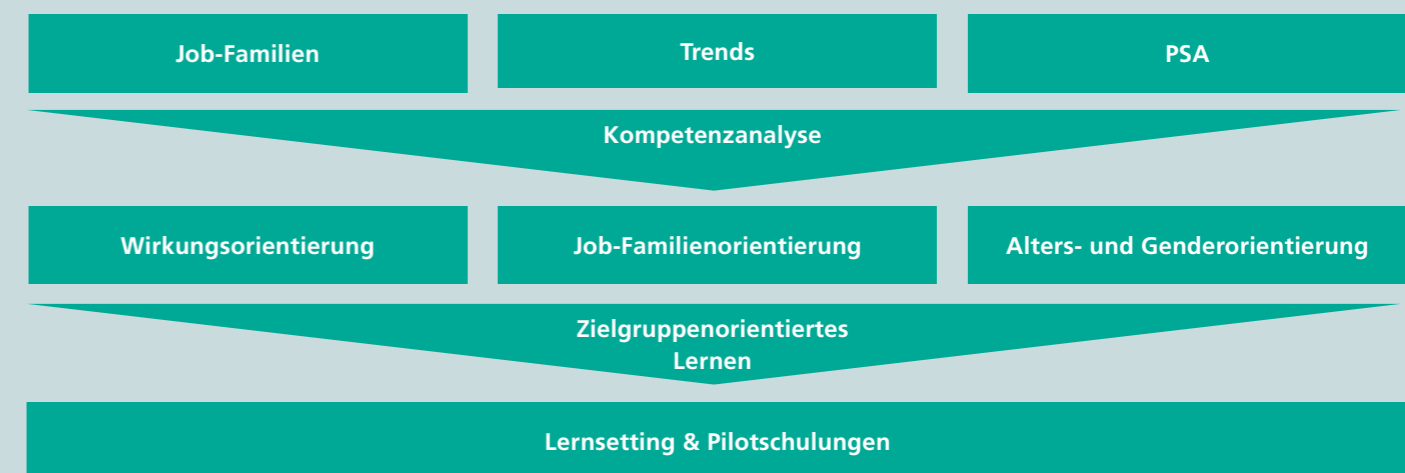 Job-Familien
Trends
PSA
Kompetenzanalyse
Wirkungsorientierung
Job-Familienorientierung
Alters- und Genderorientierung
Zielgruppenorientiertes
Lernen
Lernsetting & Pilotschulungen